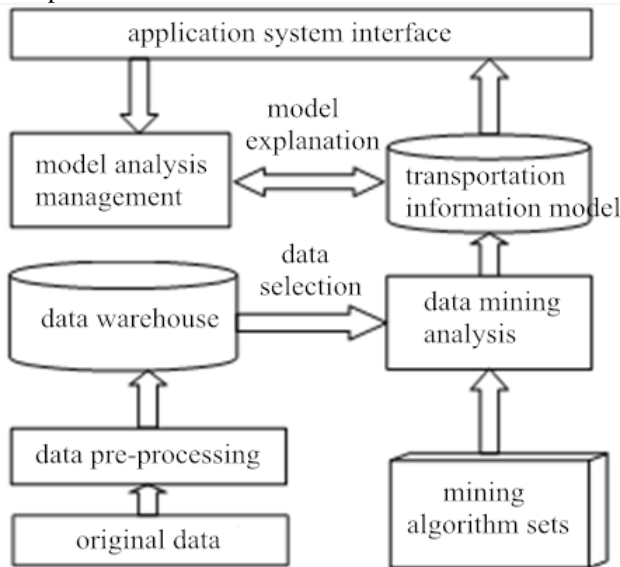 application system interface
model
explanation
model analysis
management
transportation
information model
data
selection
data warehouse
data mining
analysis
data pre-processing
mining
algorithm sets
original data